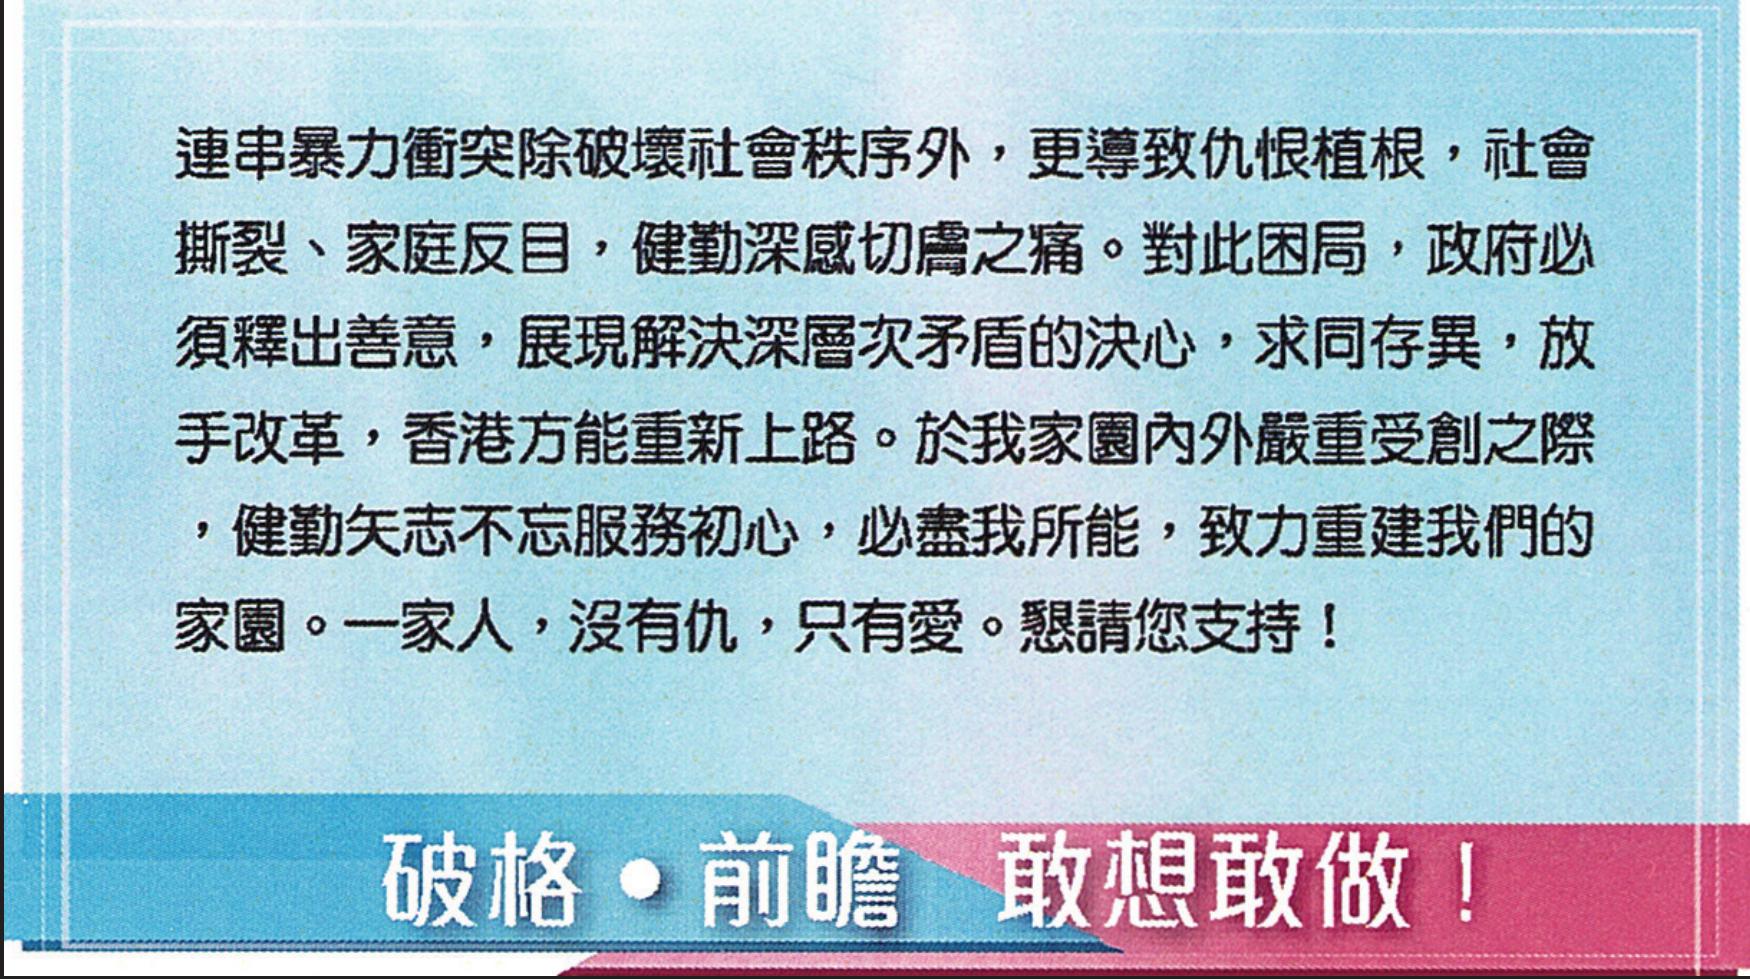 連串暴力衝突除破壞社會秩序外，更導致仇恨植根，社會
撕裂、家庭反目，健勤深感切膚之痛。對此困局，政府必
須釋出善意，展現解決深層次矛盾的決心，求同存異，放
手改革，香港方能重新上路。於我家園內外嚴重受創之際
，健勤矢志不忘服務初心，必盡我所能，致力重建我們的
家園。一家人，沒有仇，只有愛。懇請您支持！
破格•前瞻　敢想敢做！